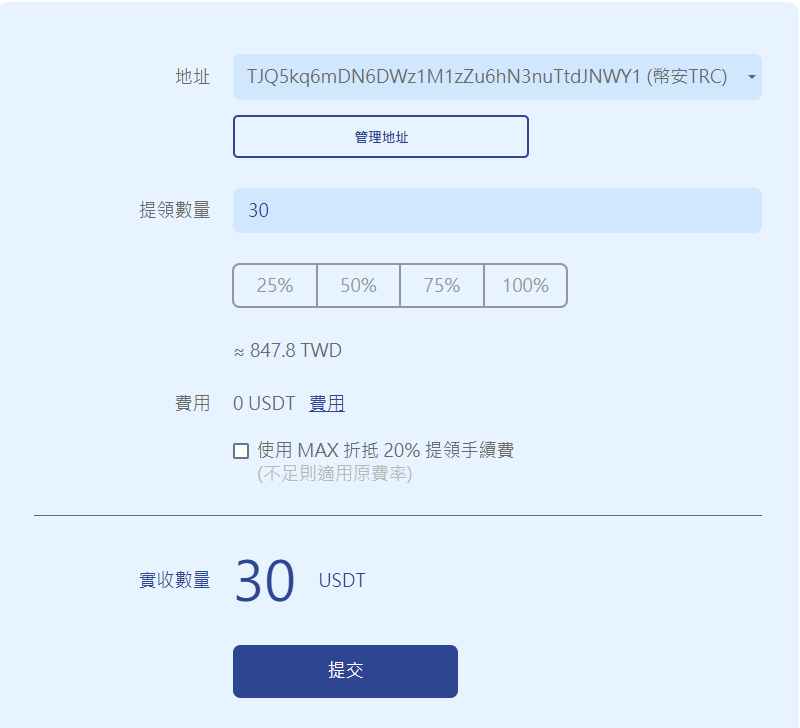 地址 TJQ5kq6mDN6DWz1M1zZu6hN3nuTtdJNWY1 (幣安TRC)
管理地址
提領數量 30
25% 50% 75% 100%
≈ 847.8 TWD
費用 0 USDT 費用
使用 MAX 折抵 20% 提領手續費
(不足則適用原費率)
實收數量 30 USDT
提交